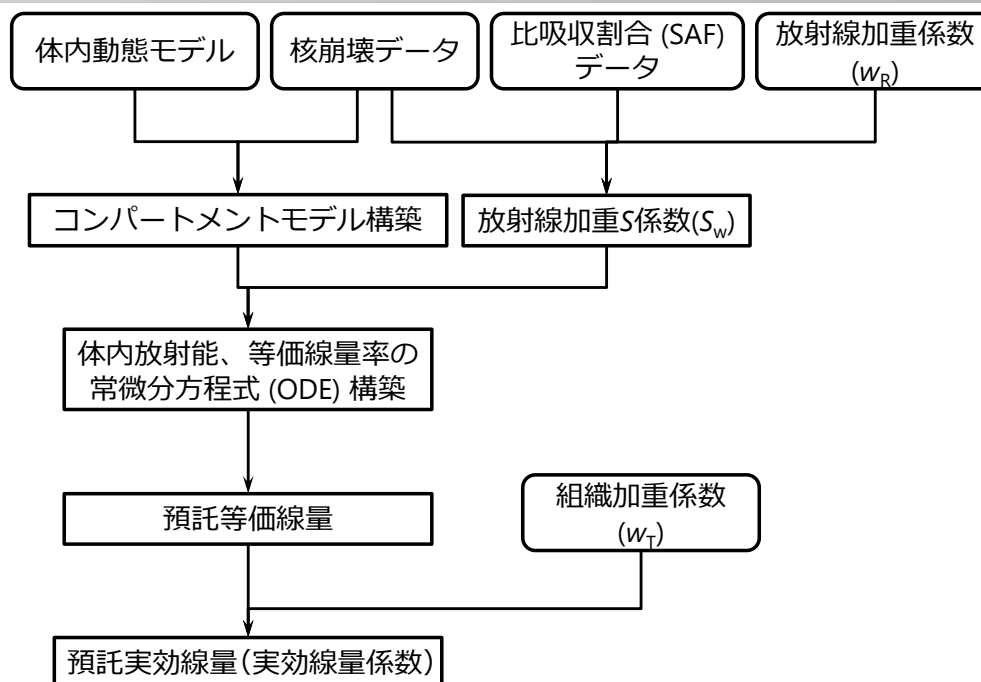 体内動態モデル
核崩壊データ
比吸収割合 (SAF)
データ
放射線加重係数
(wR)
コンパートメントモデル構築
放射線加重S係数(Sw)
体内放射能、等価線量率の
常微分方程式 (ODE) 構築
預託等価線量
組織加重係数
(wT)
預託実効線量(実効線量係数)